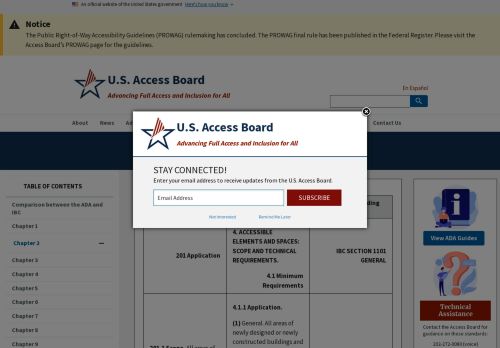 An official website of the United States government Here's how you know
Notice
The Public Right-of-Way Accessibility Guidelines (PROWAG) rulemaking has concluded. The PROWAG final rule has been published in the Federal Register. Please visit the
Access Board's PROWAG page for the guidelines.
U.S. Access Board
Advancing Full Access and Inclusion for All
En Español
About News
Contact Us
U.S. Access Board
Advancing Full Access and Inclusion for All
STAY CONNECTED!
Enter your email address to receive updates from the U.S. Access Board.
Email Address SUBSCRIBE
Not Interested Remind Me Later
TABLE OF CONTENTS
Comparison between the ADA and
IBC
Chapter 1
Chapter 2
Chapter 3
Chapter 4
Chapter 5
Chapter 6
Chapter 7
Chapter 8
Chapter 9
201 Application
4. ACCESSIBLE
ELEMENTS AND SPACES:
SCOPE AND TECHNICAL
REQUIREMENTS.
4.1 Minimum
Requirements
IBC SECTION 1101
GENERAL
4.1.1 Application.
(1) General. All areas of
newly designed or newly
constructed buildings and
View ADA Guides
Technical
Assistance
Contact the Access Board for
guidance on these standards:
202-272-0080 (voice)